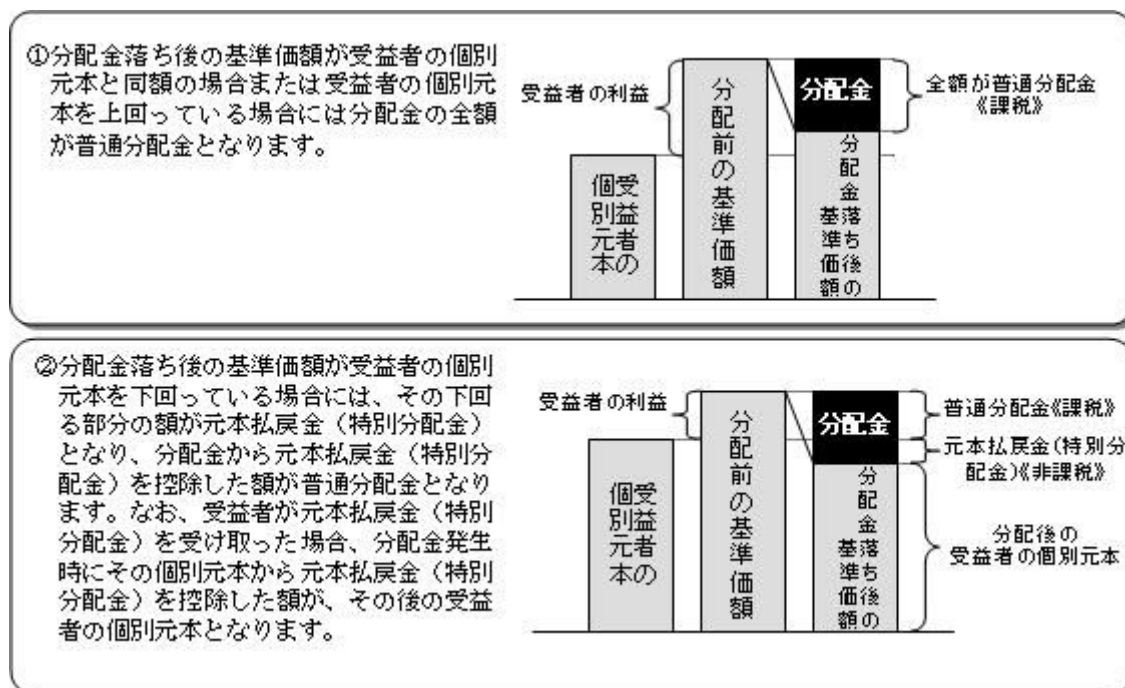 ①分配金落ち後の基準価額が受益者の個別
元本と同額の場合または受益者の個別元
本を上回っている場合には分配金の全額
が普通分配金となります。
受益者の利益
受益者の
個別元本
分配前の基準価額
分配金
分配金落ち後の
基準価額
全額が普通分配金
《課税》
②分配金落ち後の基準価額が受益者の個別
元本を下回っている場合には、その下回
る部分の額が元本払戻金（特別分配金）
となり、分配金から元本払戻金（特別分
配金）を控除した額が普通分配金となり
ます。なお、受益者が元本払戻金（特別
分配金）を受け取った場合、分配金発生
時にその個別元本から元本払戻金（特別
分配金）を控除した額が、その後の受益
者の個別元本となります。
受益者の利益
受益者の
個別元本
分配前の基準価額
分配金
分配金落ち後の
基準価額
普通分配金《課税》
元本払戻金(特別分
配金)《非課税》
分配後の
受益者の個別元本